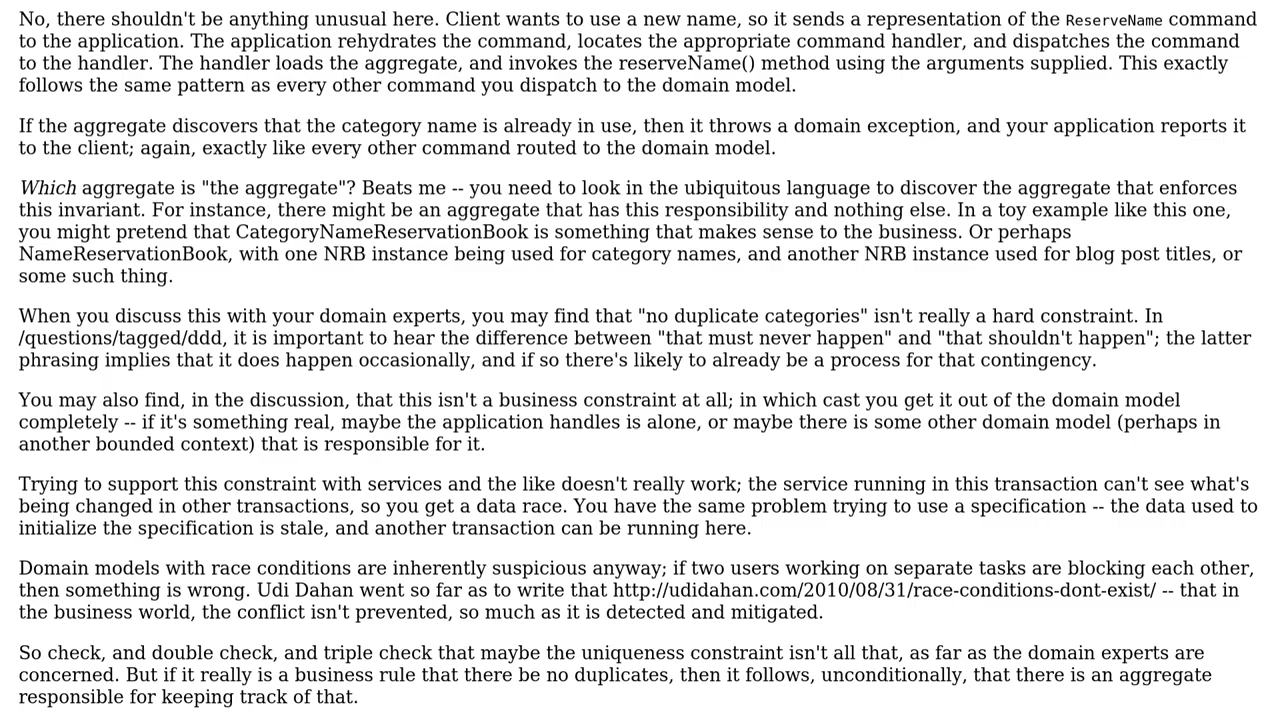 No, there shouldn't be anything unusual here. Client wants to use a new name, so it sends a representation of the ReserveName command
to the application. The application rehydrates the command, locates the appropriate command handler, and dispatches the command
to the handler. The handler loads the aggregate, and invokes the reserveName() method using the arguments supplied. This exactly
follows the same pattern as every other command you dispatch to the domain model.
If the aggregate discovers that the category name is already in use, then it throws a domain exception, and your application reports it
to the client; again, exactly like every other command routed to the domain model.
Which aggregate is "the aggregate"? Beats me -- you need to look in the ubiquitous language to discover the aggregate that enforces
this invariant. For instance, there might be an aggregate that has this responsibility and nothing else. In a toy example like this one,
you might pretend that CategoryNameReservationBook is something that makes sense to the business. Or perhaps
NameReservationBook, with one NRB instance being used for category names, and another NRB instance used for blog post titles, or
some such thing.
When you discuss this with your domain experts, you may find that "no duplicate categories" isn't really a hard constraint. In
/questions/tagged/ddd, it is important to hear the difference between "that must never happen" and "that shouldn't happen"; the latter
phrasing implies that it does happen occasionally, and if so there's likely to already be a process for that contingency.
You may also find, in the discussion, that this isn't a business constraint at all; in which cast you get it out of the domain model
completely -- if it's something real, maybe the application handles is alone, or maybe there is some other domain model (perhaps in
another bounded context) that is responsible for it.
Trying to support this constraint with services and the like doesn't really work; the service running in this transaction can't see what's
being changed in other transactions, so you get a data race. You have the same problem trying to use a specification -- the data used to
initialize the specification is stale, and another transaction can be running here.
Domain models with race conditions are inherently suspicious anyway; if two users working on separate tasks are blocking each other,
then something is wrong. Udi Dahan went so far as to write that http://udidahan.com/2010/08/31/race-conditions-dont-exist/ -- that in
the business world, the conflict isn't prevented, so much as it is detected and mitigated.
So check, and double check, and triple check that maybe the uniqueness constraint isn't all that, as far as the domain experts are
concerned. But if it really is a business rule that there be no duplicates, then it follows, unconditionally, that there is an aggregate
responsible for keeping track of that.